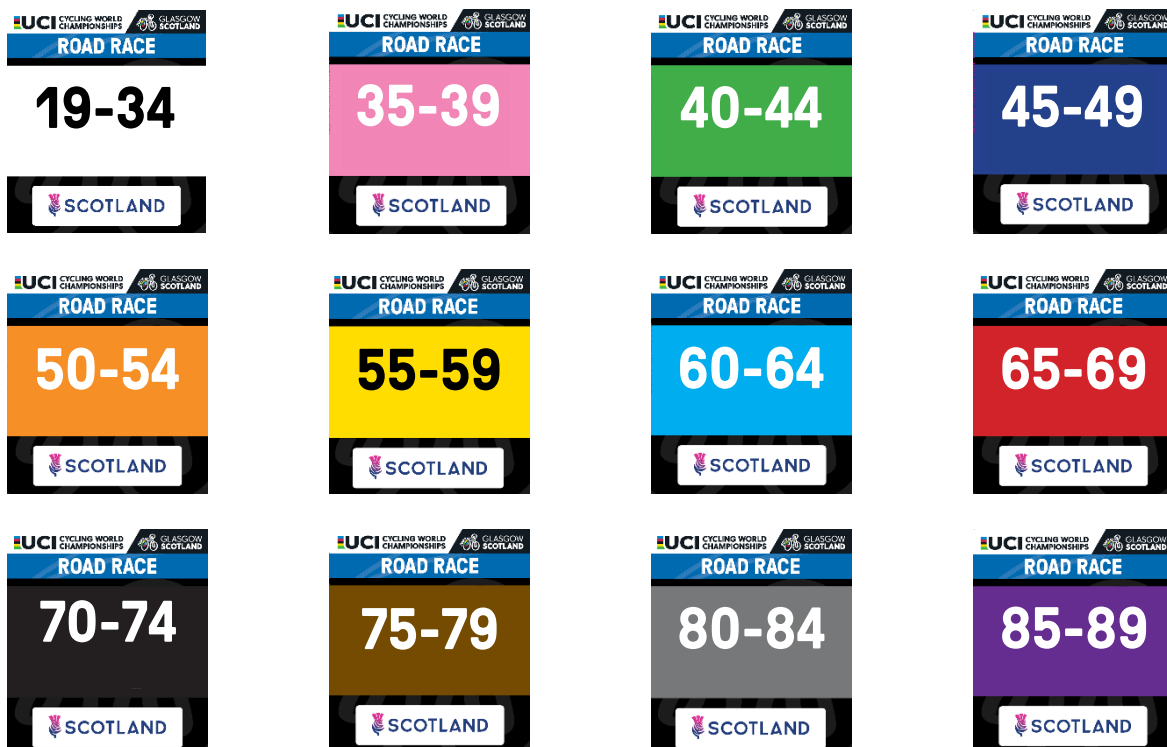 UCI CYCLING WORLD CHAMPIONSHIPS GLASGOW SCOTLAND
ROAD RACE
19-34
SCOTLAND
UCI CYCLING WORLD CHAMPIONSHIPS GLASGOW SCOTLAND
ROAD RACE
35-39
SCOTLAND
UCI CYCLING WORLD CHAMPIONSHIPS GLASGOW SCOTLAND
ROAD RACE
40-44
SCOTLAND
UCI CYCLING WORLD CHAMPIONSHIPS GLASGOW SCOTLAND
ROAD RACE
45-49
SCOTLAND
UCI CYCLING WORLD CHAMPIONSHIPS GLASGOW SCOTLAND
ROAD RACE
50-54
SCOTLAND
UCI CYCLING WORLD CHAMPIONSHIPS GLASGOW SCOTLAND
ROAD RACE
55-59
SCOTLAND
UCI CYCLING WORLD CHAMPIONSHIPS GLASGOW SCOTLAND
ROAD RACE
60-64
SCOTLAND
UCI CYCLING WORLD CHAMPIONSHIPS GLASGOW SCOTLAND
ROAD RACE
65-69
SCOTLAND
UCI CYCLING WORLD CHAMPIONSHIPS GLASGOW SCOTLAND
ROAD RACE
70-74
SCOTLAND
UCI CYCLING WORLD CHAMPIONSHIPS GLASGOW SCOTLAND
ROAD RACE
75-79
SCOTLAND
UCI CYCLING WORLD CHAMPIONSHIPS GLASGOW SCOTLAND
ROAD RACE
80-84
SCOTLAND
UCI CYCLING WORLD CHAMPIONSHIPS GLASGOW SCOTLAND
ROAD RACE
85-89
SCOTLAND